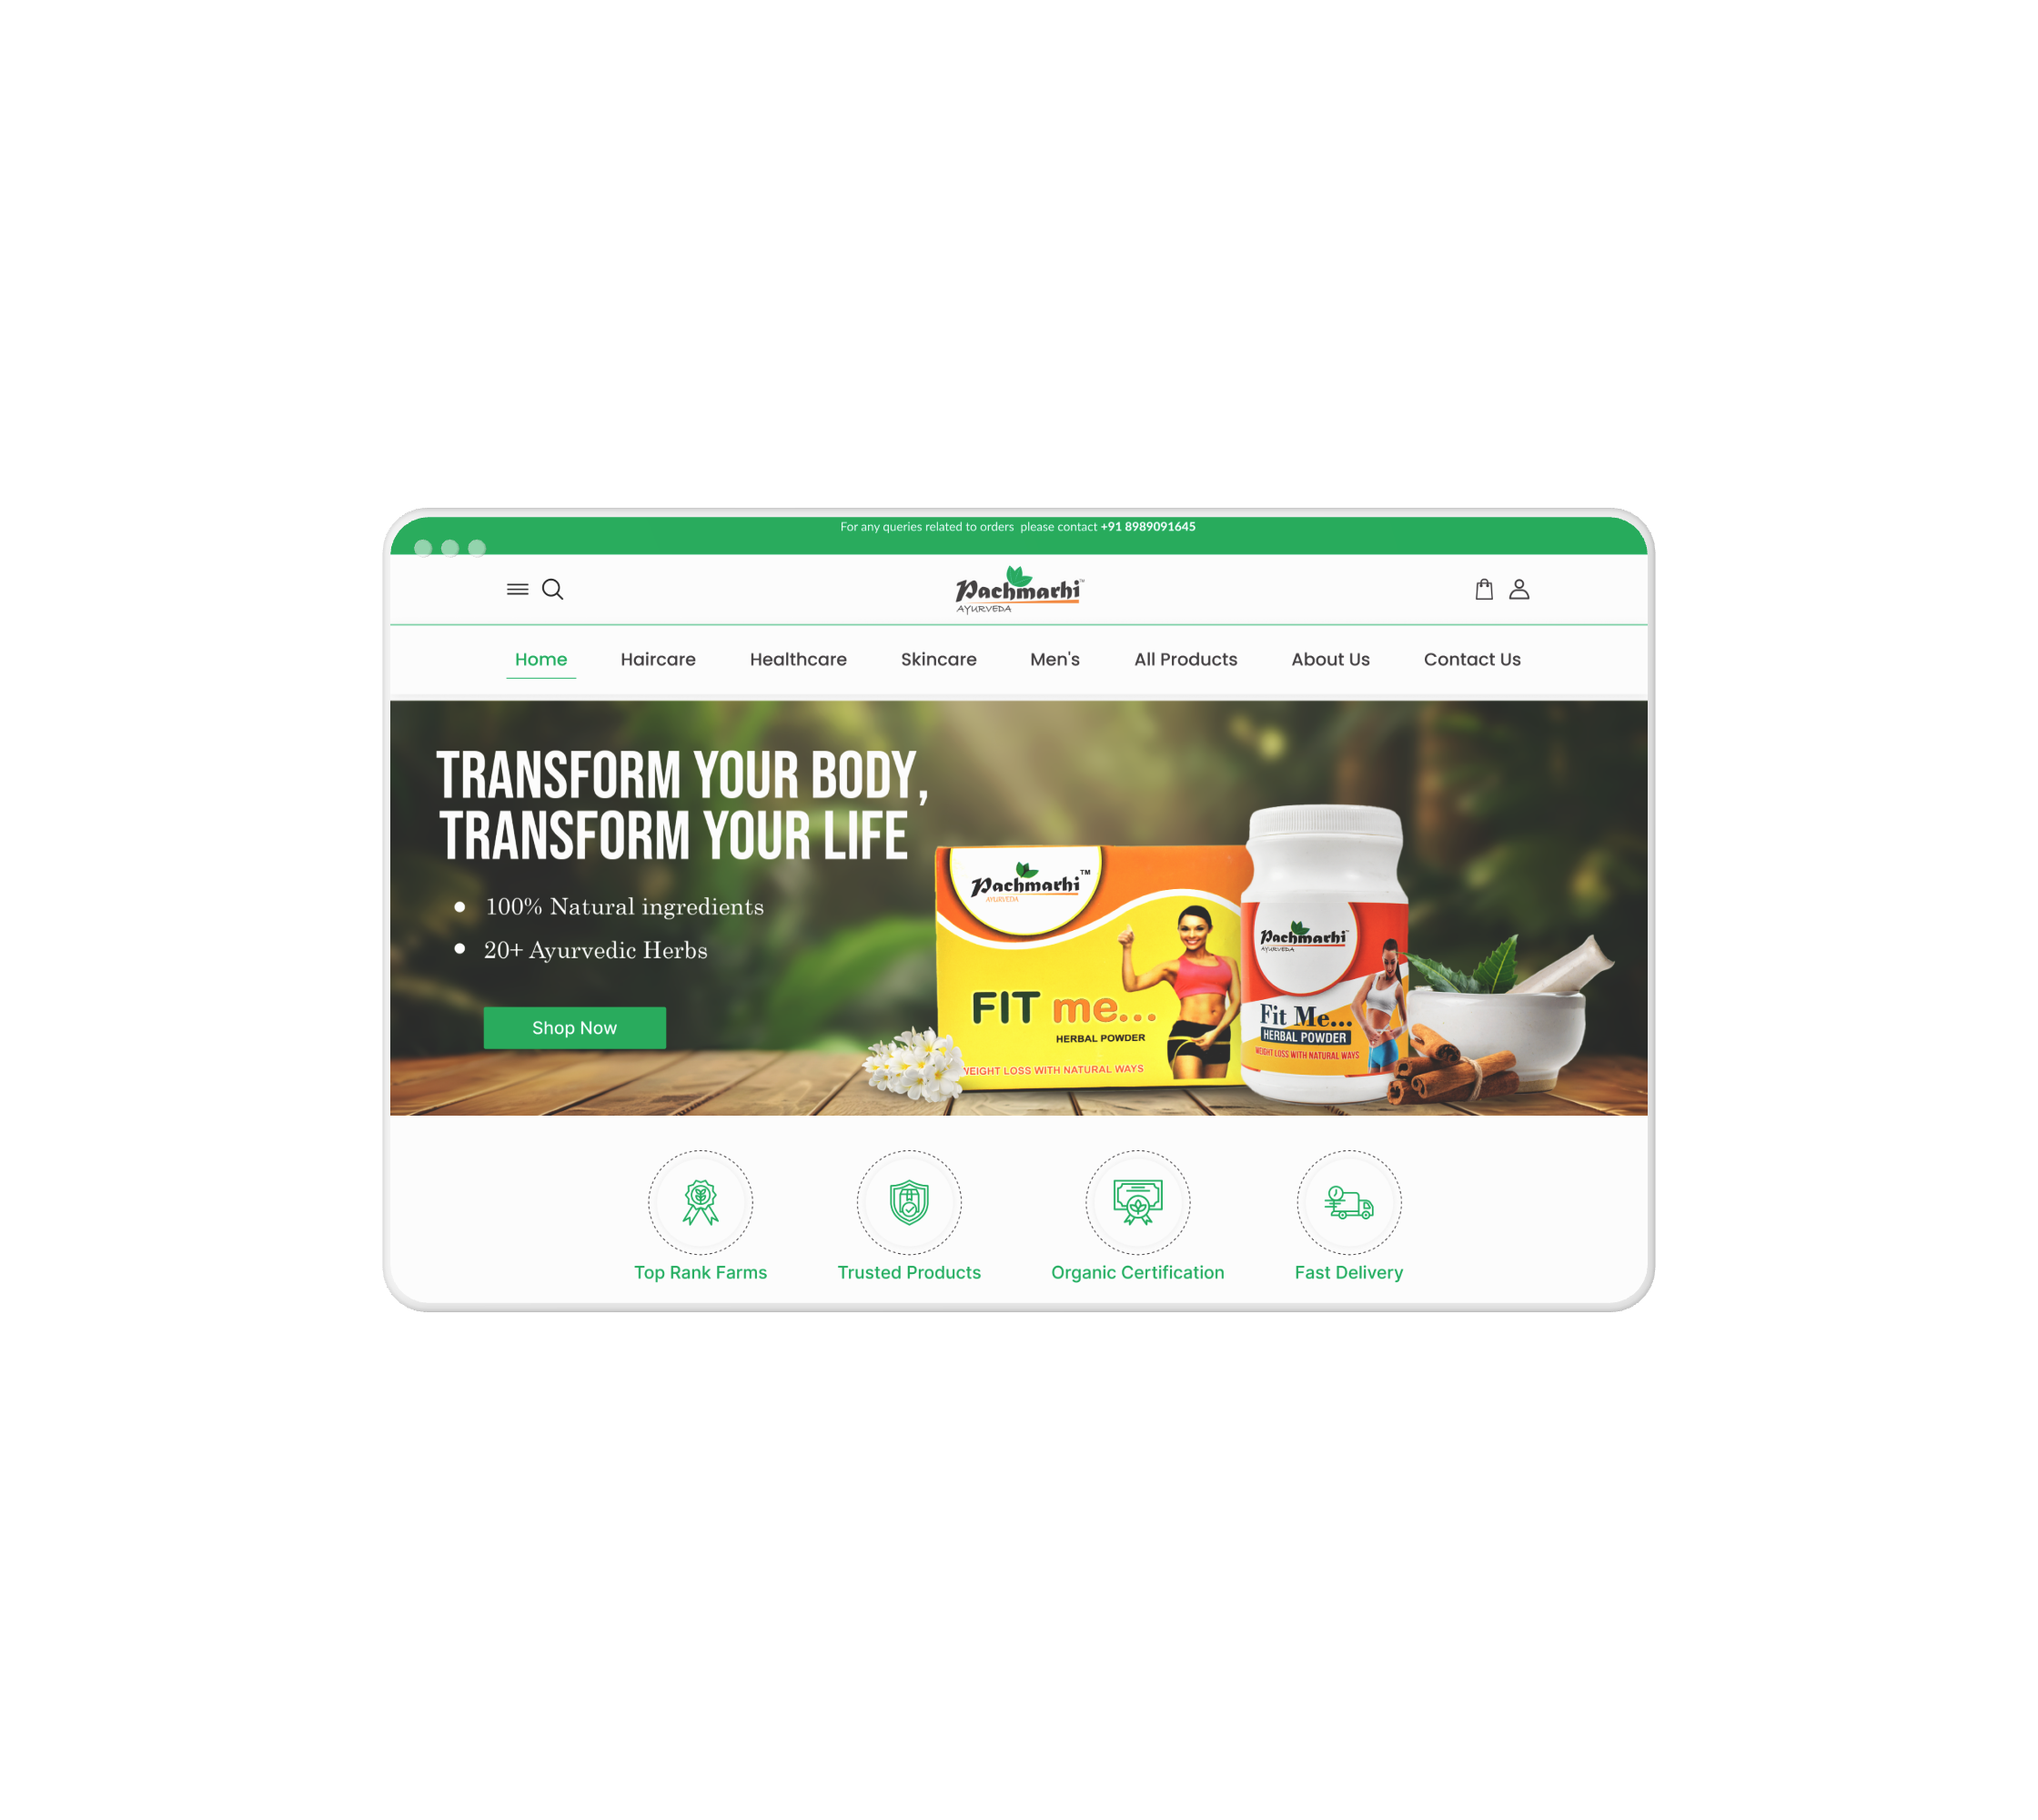 For any queries related to orders please contact +91 8989091645
Pachmarhi™
AYURVEDA
Home Haircare Healthcare Skincare Men's All Products About Us Contact Us
TRANSFORM YOUR BODY,
TRANSFORM YOUR LIFE
100% Natural ingredients
20+ Ayurvedic Herbs
Shop Now
Pachmarhi™
AYURVEDA
FIT me...
HERBAL POWDER
WEIGHT LOSS WITH NATURAL WAYS
Pachmarhi™
AYURVEDA
Fit Me...
HERBAL POWDER
WEIGHT LOSS WITH NATURAL WAYS
Top Rank Farms Trusted Products Organic Certification Fast Delivery